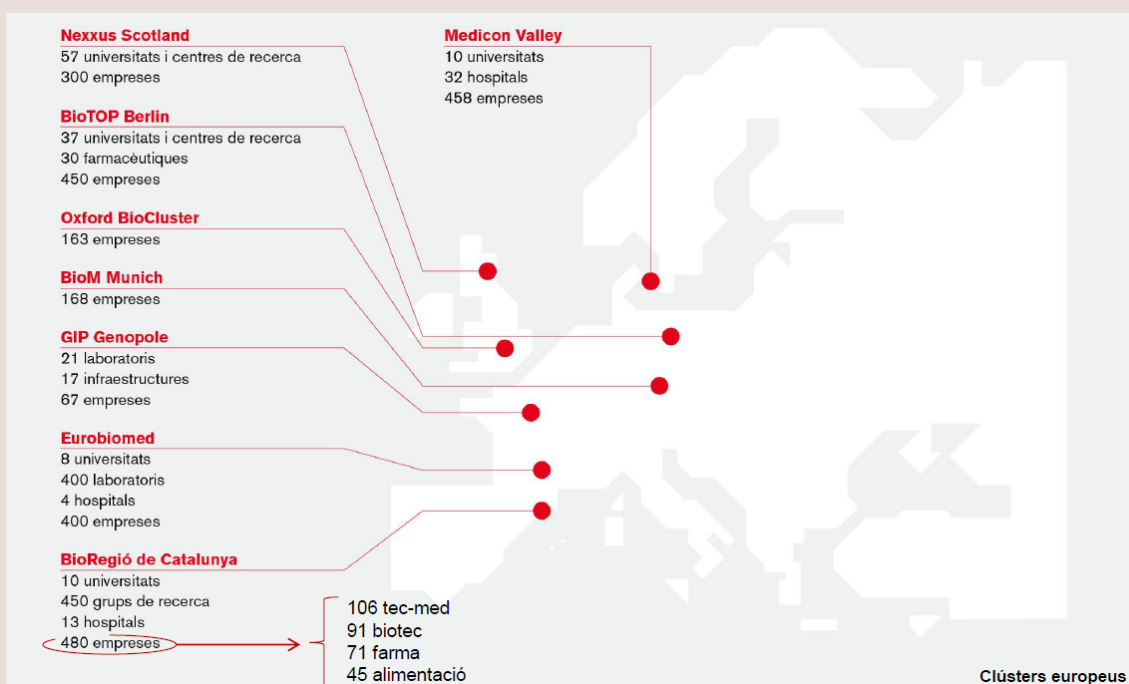 Nexxus Scotland
57 universitats i centres de recerca
300 empreses
BioTOP Berlin
37 universitats i centres de recerca
30 farmacèutiques
450 empreses
Oxford BioCluster
163 empreses
BioM Munich
168 empreses
GIP Genopole
21 laboratoris
17 infraestructures
67 empreses
Eurobiomed
8 universitats
400 laboratoris
4 hospitals
400 empreses
BioRegió de Catalunya
10 universitats
450 grups de recerca
13 hospitals
480 empreses
106 tec-med
91 biotec
71 farma
45 alimentació
Medicon Valley
10 universitats
32 hospitals
458 empreses
Clústers europeus